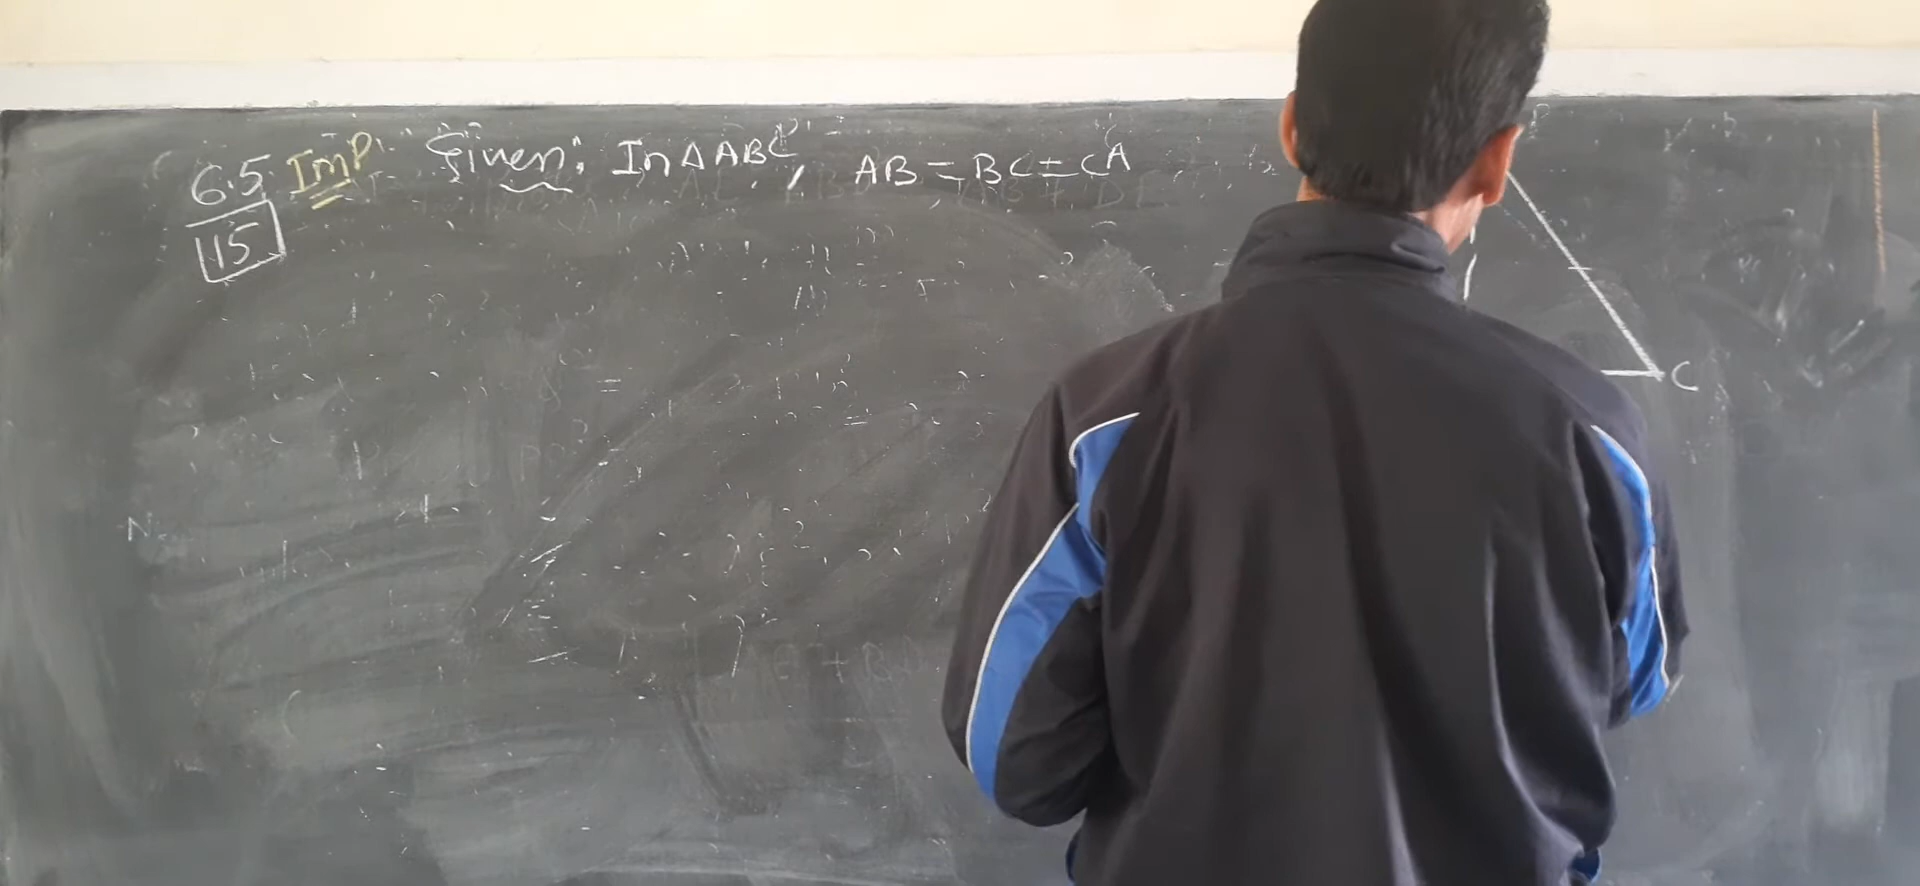 6.5 Imp. Given: In △ABC, AB = BC = CA
15
C